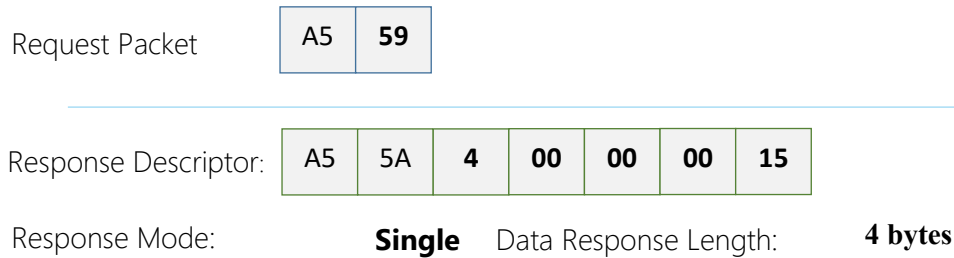 Request Packet A5 59
Response Descriptor: A5 5A 4 00 00 00 15
Response Mode: Single Data Response Length: 4 bytes